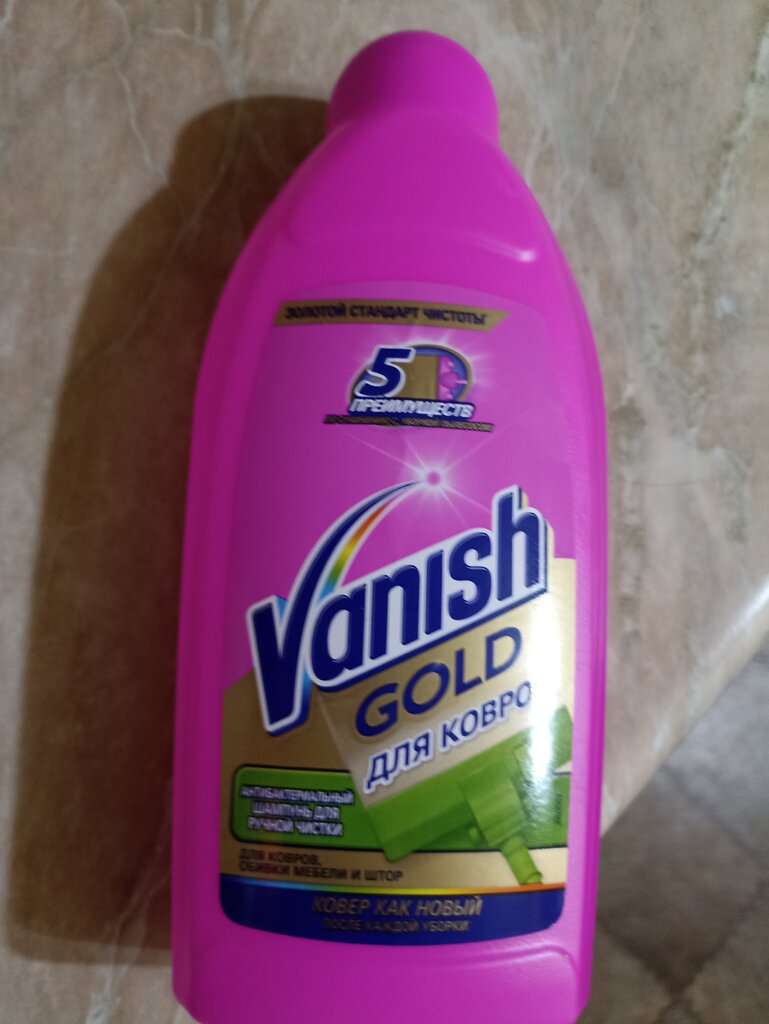 ЗОЛОТОЙ СТАНДАРТ ЧИСТОТЫ
5
ПРЕИМУЩЕСТВ
Vanish
GOLD
ДЛЯ КОВРО
АНТИБАКТЕРИАЛЬНЫЙ
ШАМПУНЬ ДЛЯ
РУЧНОЙ ЧИСТКИ
ДЛЯ КОВРОВ,
ОБИВКИ МЕБЕЛИ И ШТОР
КОВЕР КАК НОВЫЙ
ПОСЛЕ КАЖДОЙ УБОРКИ